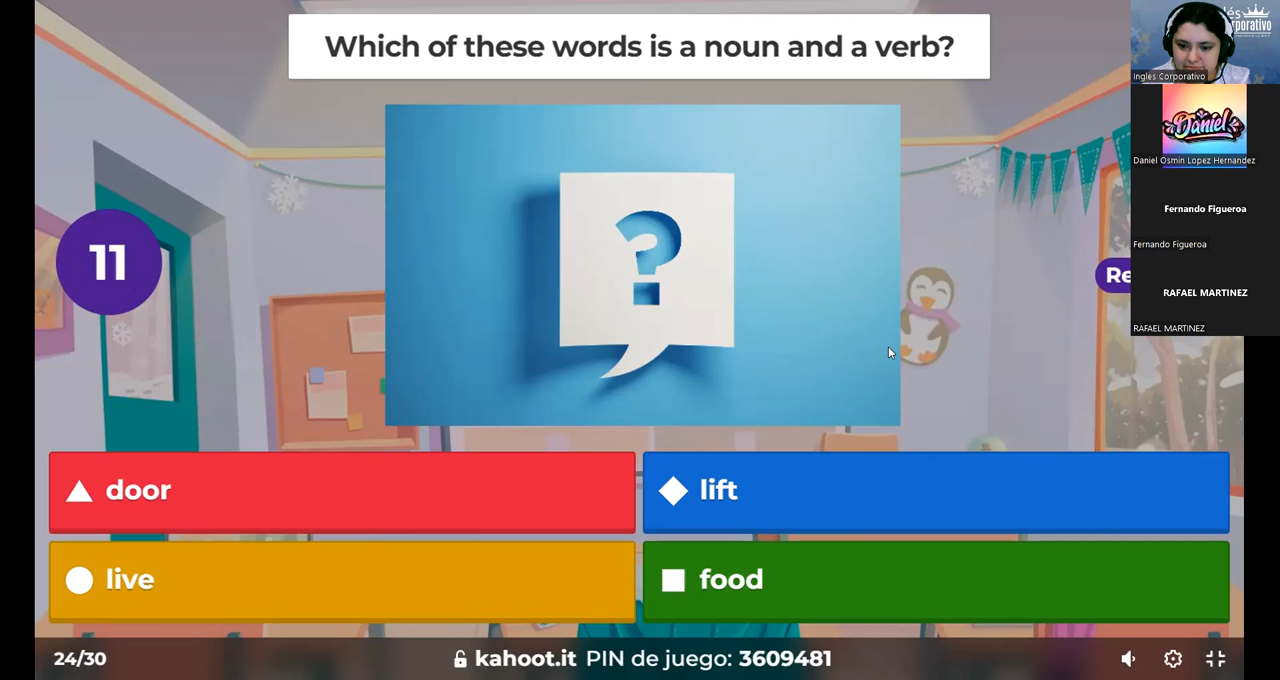 Which of these words is a noun and a verb?
11
Re
door
lift
live
food
24/30
kahoot.it PIN de juego: 3609481
Ingles Corporativo
Daniel
Daniel Osmin Lopez Hernandez
Fernando Figueroa
Fernando Figueroa
RAFAEL MARTINEZ
RAFAEL MARTINEZ